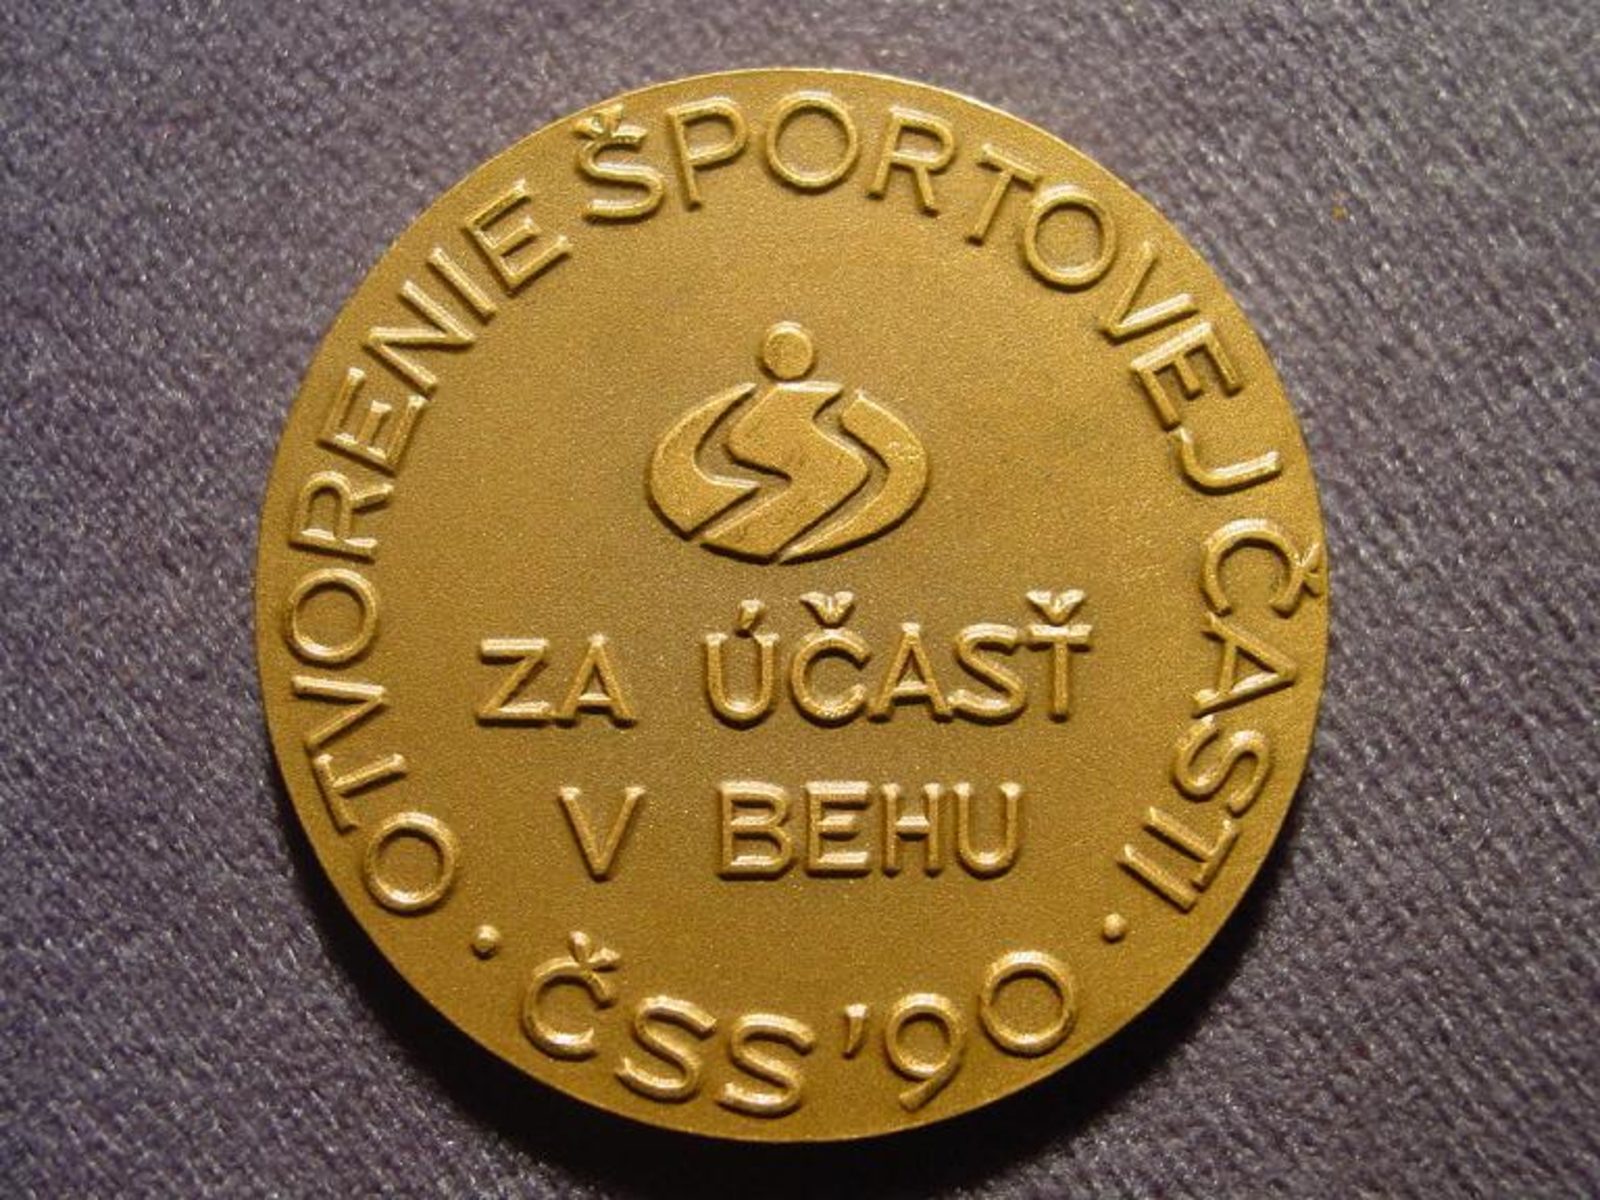 OTVORENIE ŠPORTOVEJ ČASTI
ZA ÚČASŤ
V BEHU
· ČSS '90 ·